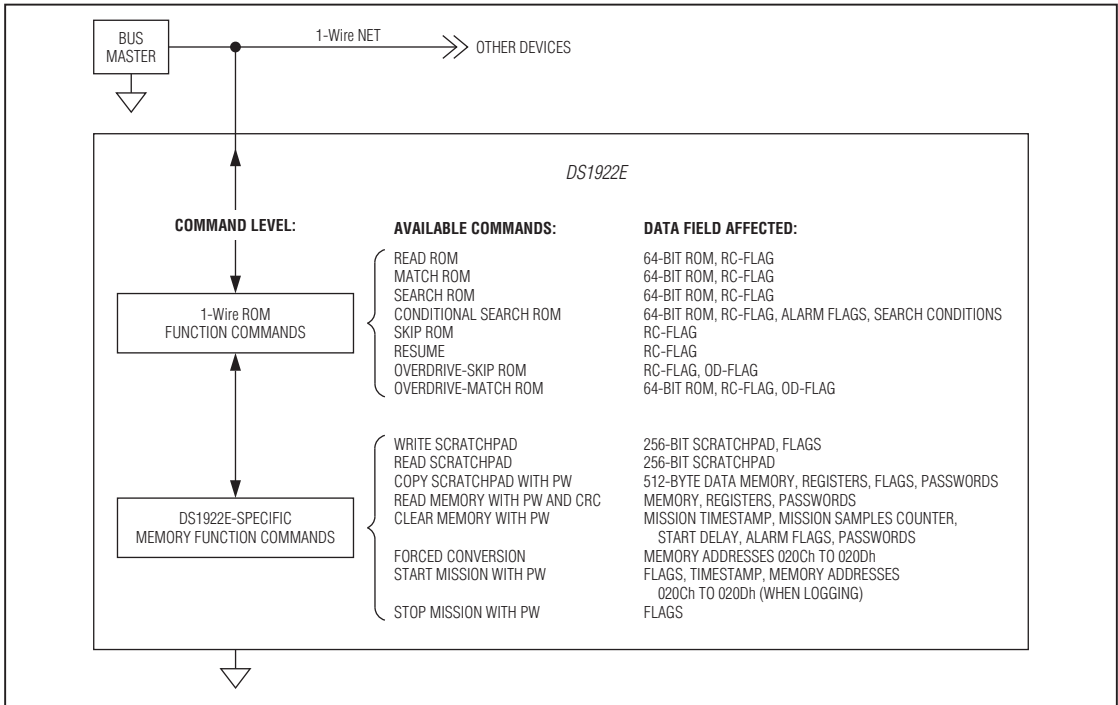 BUS
MASTER
1-Wire NET
OTHER DEVICES
DS1922E
COMMAND LEVEL: AVAILABLE COMMANDS: DATA FIELD AFFECTED:
1-Wire ROM
FUNCTION COMMANDS
READ ROM 64-BIT ROM, RC-FLAG
MATCH ROM 64-BIT ROM, RC-FLAG
SEARCH ROM 64-BIT ROM, RC-FLAG
CONDITIONAL SEARCH ROM 64-BIT ROM, RC-FLAG, ALARM FLAGS, SEARCH CONDITIONS
SKIP ROM RC-FLAG
RESUME RC-FLAG
OVERDRIVE-SKIP ROM RC-FLAG, OD-FLAG
OVERDRIVE-MATCH ROM 64-BIT ROM, RC-FLAG, OD-FLAG
DS1922E-SPECIFIC
MEMORY FUNCTION COMMANDS
WRITE SCRATCHPAD 256-BIT SCRATCHPAD, FLAGS
READ SCRATCHPAD 256-BIT SCRATCHPAD
COPY SCRATCHPAD WITH PW 512-BYTE DATA MEMORY, REGISTERS, FLAGS, PASSWORDS
READ MEMORY WITH PW AND CRC MEMORY, REGISTERS, PASSWORDS
CLEAR MEMORY WITH PW MISSION TIMESTAMP, MISSION SAMPLES COUNTER,
START DELAY, ALARM FLAGS, PASSWORDS
FORCED CONVERSION MEMORY ADDRESSES 020Ch TO 020Dh
START MISSION WITH PW FLAGS, TIMESTAMP, MEMORY ADDRESSES
020Ch TO 020Dh (WHEN LOGGING)
STOP MISSION WITH PW FLAGS